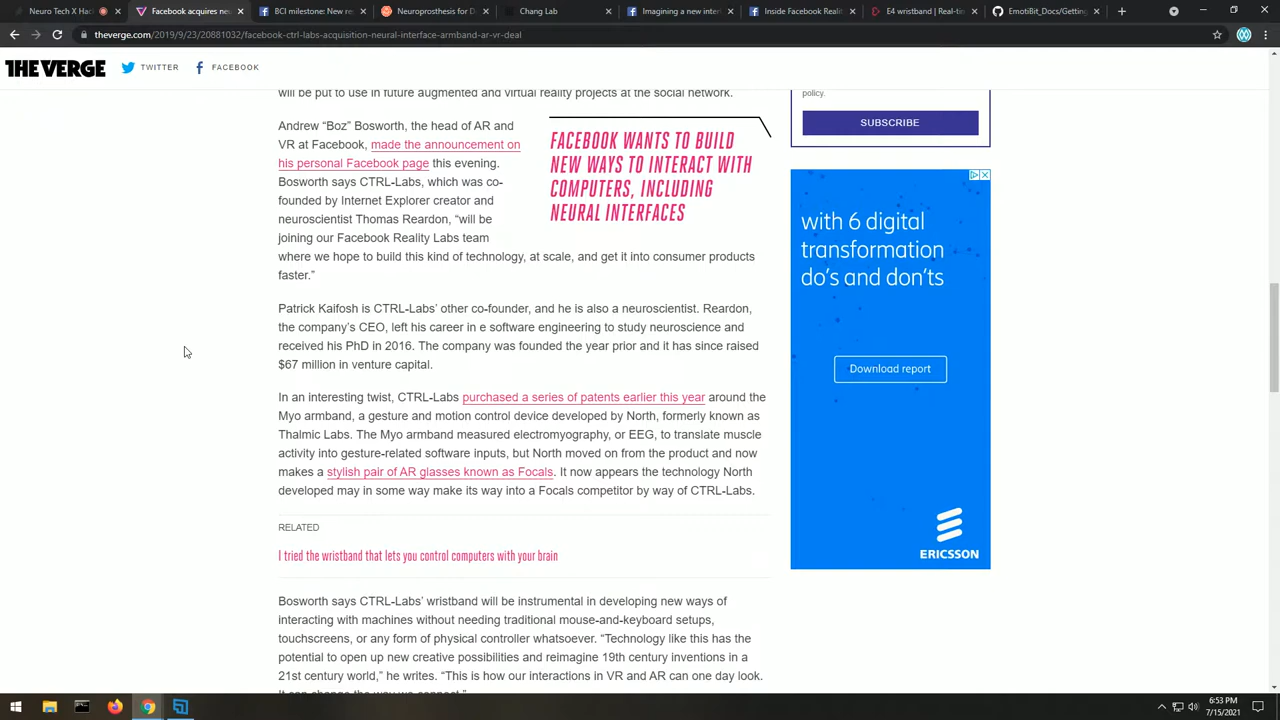 Neuro Tech X Hac
Facebook acquires ne
BCI Research for Ne
Neuroprostheses for D
Chang Lab
Imagining a new inter
Inside Facebook Reali
E4 wristband | Real-tim
EmotiBit_Docs/Getting
theverge.com/2019/9/23/20881032/facebook-ctrl-labs-acquisition-neural-interface-armband-ar-vr-deal
THE VERGE
TWITTER
FACEBOOK
will be put to use in future augmented and virtual reality projects at the social network.
Andrew “Boz” Bosworth, the head of AR and
VR at Facebook, made the announcement on
his personal Facebook page this evening.
Bosworth says CTRL-Labs, which was co-
founded by Internet Explorer creator and
neuroscientist Thomas Reardon, “will be
joining our Facebook Reality Labs team
where we hope to build this kind of technology, at scale, and get it into consumer products
faster.”
FACEBOOK WANTS TO BUILD
NEW WAYS TO INTERACT WITH
COMPUTERS, INCLUDING
NEURAL INTERFACES
Patrick Kaifosh is CTRL-Labs’ other co-founder, and he is also a neuroscientist. Reardon,
the company’s CEO, left his career in e software engineering to study neuroscience and
received his PhD in 2016. The company was founded the year prior and it has since raised
$67 million in venture capital.
In an interesting twist, CTRL-Labs purchased a series of patents earlier this year around the
Myo armband, a gesture and motion control device developed by North, formerly known as
Thalmic Labs. The Myo armband measured electromyography, or EEG, to translate muscle
activity into gesture-related software inputs, but North moved on from the product and now
makes a stylish pair of AR glasses known as Focals. It now appears the technology North
developed may in some way make its way into a Focals competitor by way of CTRL-Labs.
RELATED
I tried the wristband that lets you control computers with your brain
Bosworth says CTRL-Labs’ wristband will be instrumental in developing new ways of
interacting with machines without needing traditional mouse-and-keyboard setups,
touchscreens, or any form of physical controller whatsoever. “Technology like this has the
potential to open up new creative possibilities and reimagine 19th century inventions in a
21st century world,” he writes. “This is how our interactions in VR and AR can one day look.
It can change the way we connect.”
policy.
SUBSCRIBE
with 6 digital
transformation
do’s and don’ts
Download report
ERICSSON
6:53 PM
7/15/2021